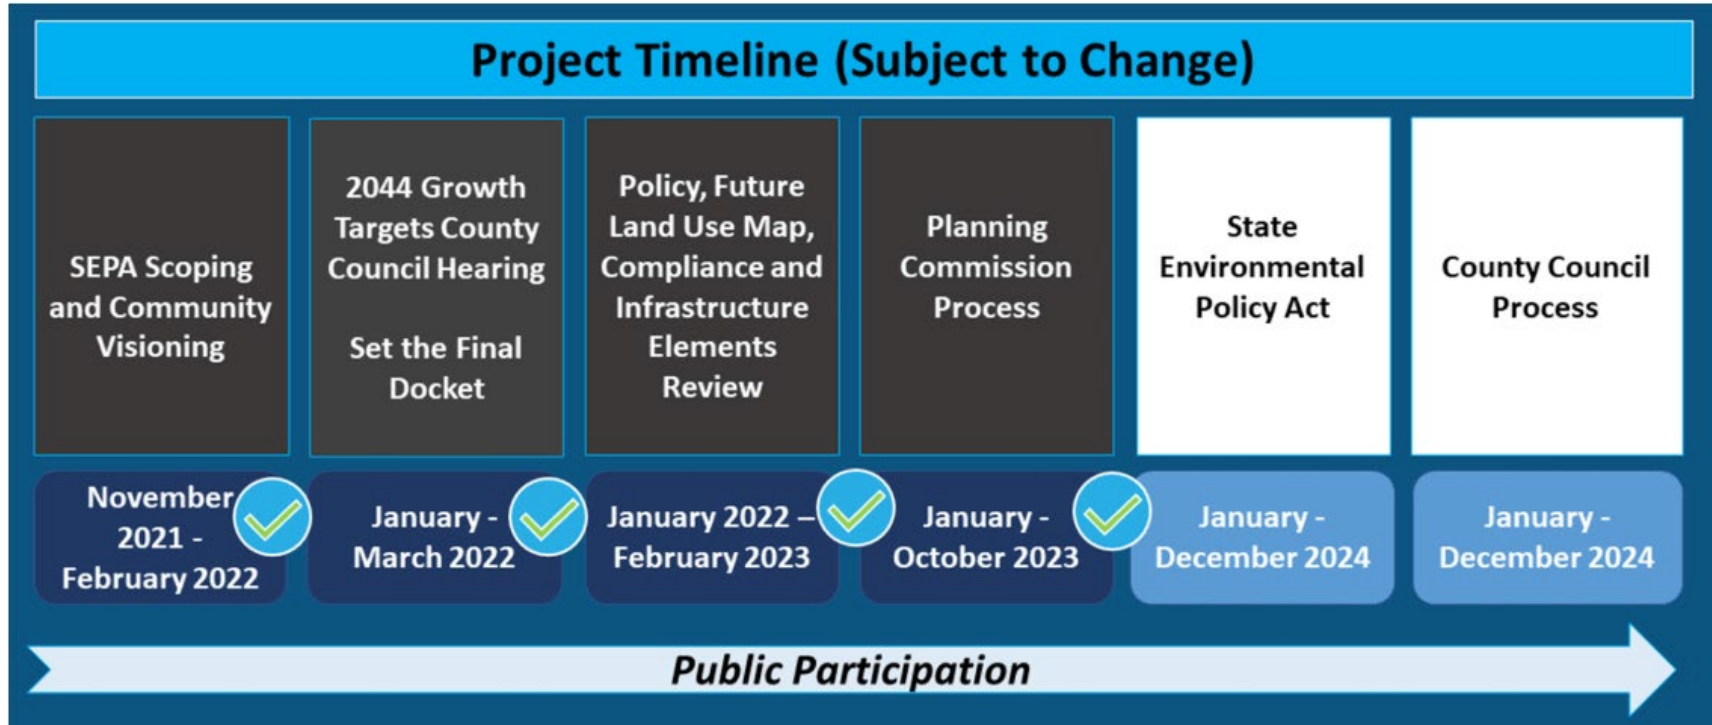 Project Timeline (Subject to Change)
SEPA Scoping
and Community
Visioning
2044 Growth
Targets County
Council Hearing
Set the Final
Docket
Policy, Future
Land Use Map,
Compliance and
Infrastructure
Elements
Review
Planning
Commission
Process
State
Environmental
Policy Act
County Council
Process
November
2021 -
February 2022
January -
March 2022
January 2022 –
February 2023
January -
October 2023
January -
December 2024
January -
December 2024
Public Participation